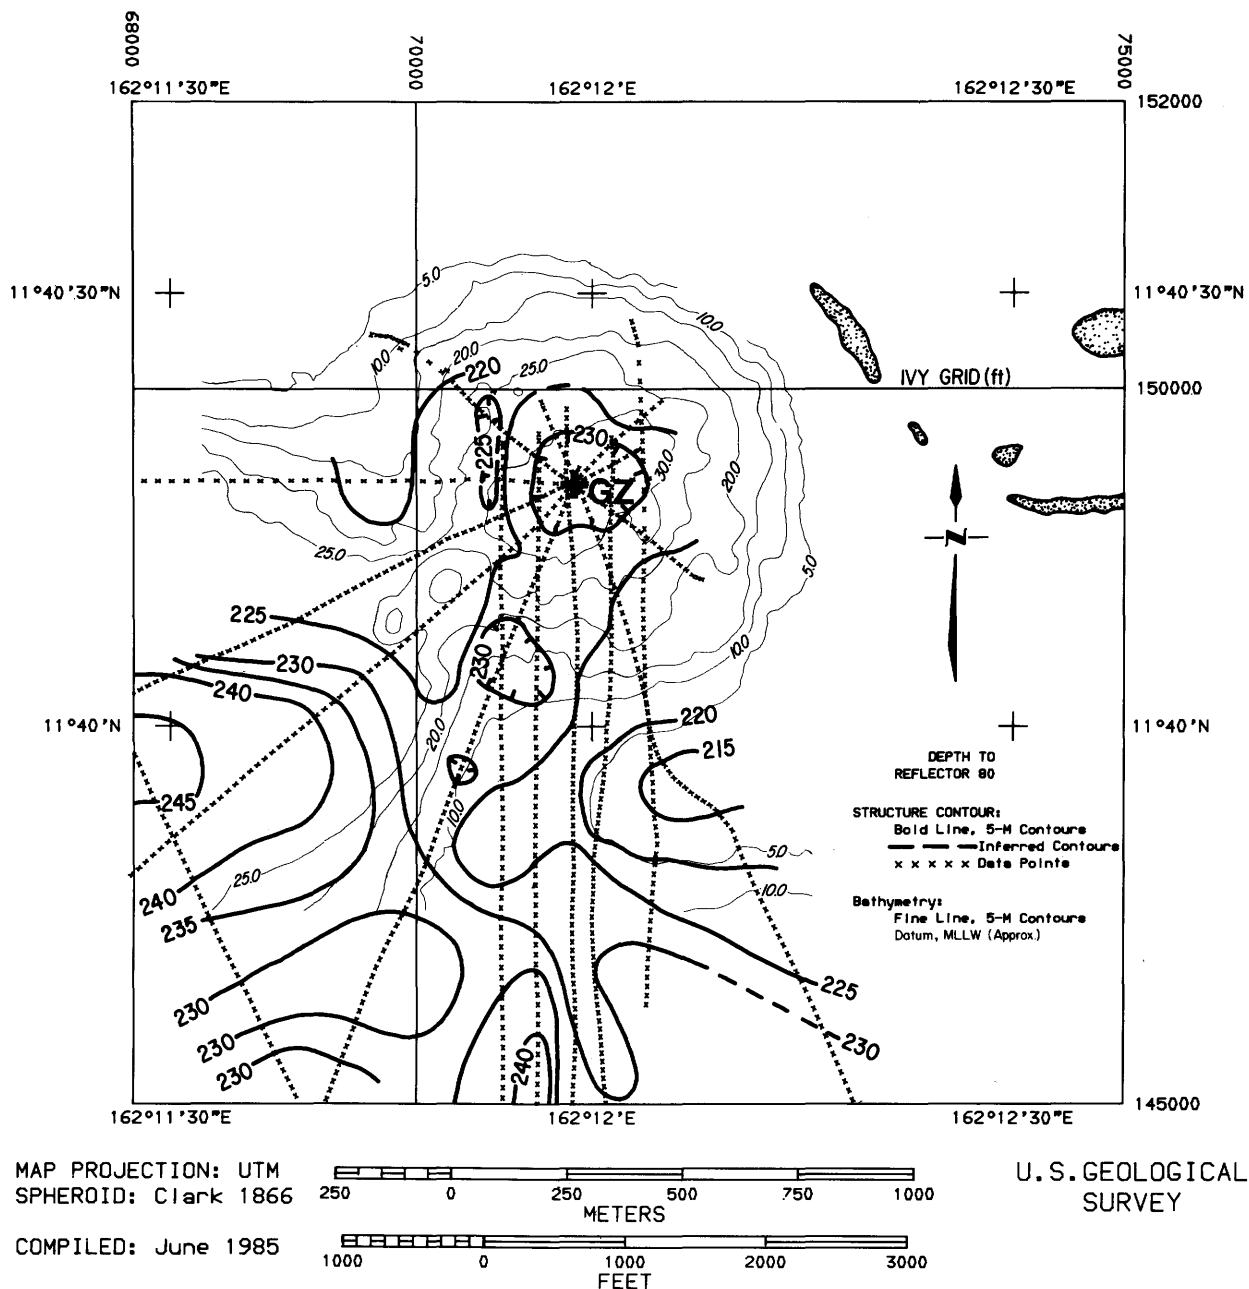 68000
70000
75000
162°11'30"E
162°12'E
162°12'30"E
152000
5.0
11°40'30"N
11°40'30"N
10.0
10.0
20.0
25.0
220
IVY GRID (ft)
150000
230
225
30.0
20.0
GZ
25.0
N
5.0
225
10.0
230
230
240
220
11°40'N
11°40'N
20.0
215
DEPTH TO
REFLECTOR 80
245
10.0
STRUCTURE CONTOUR:
Bold Line, 5-M Contours
Inferred Contours
x x x x x Data Points
5.0
25.0
10.0
240
235
Bathymetry:
Fine Line, 5-M Contours
Datum, MLLW (Approx.)
225
230
230
230
230
240
145000
162°11'30"E
162°12'E
162°12'30"E
MAP PROJECTION: UTM
SPHEROID: Clark 1866
250 0 250 500 750 1000
METERS
U.S.GEOLOGICAL
SURVEY
COMPILED: June 1985
1000 0 1000 2000 3000
FEET